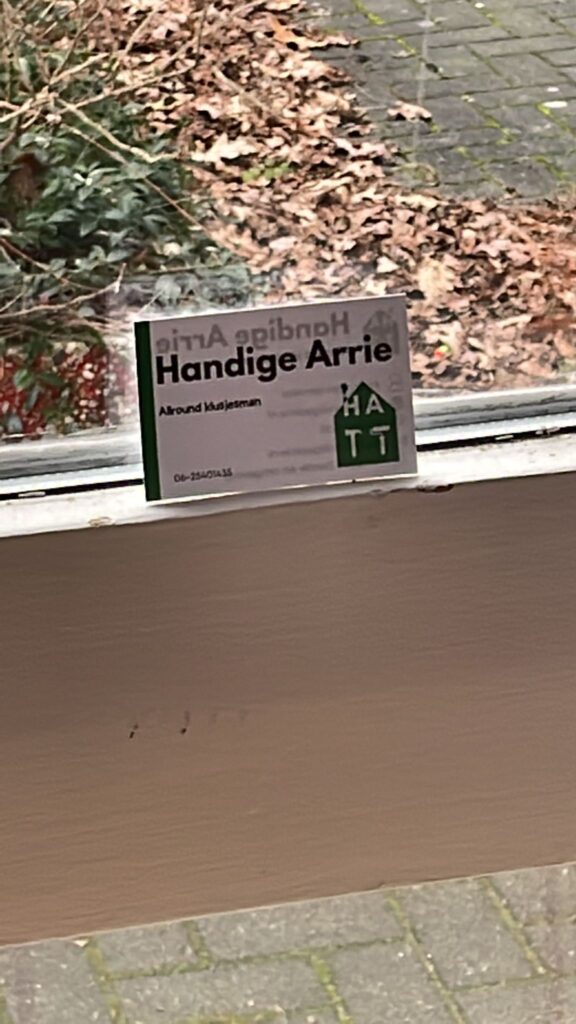 Handige Arrie
Allround klusjesman
HA
TT
06-25401435